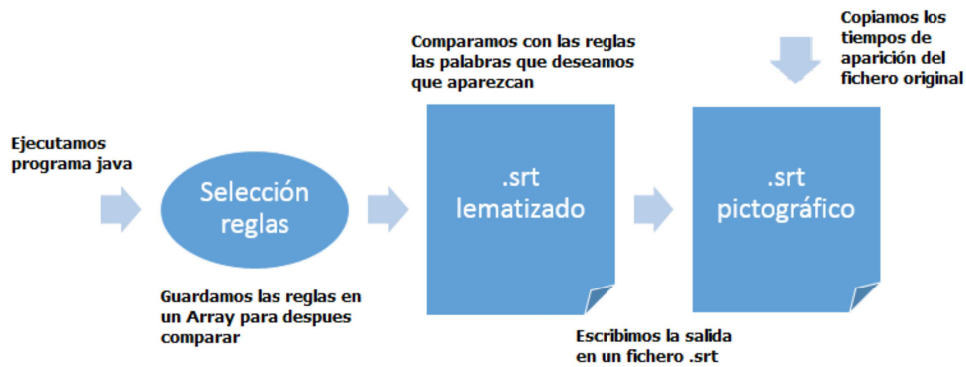 Ejecutamos
programa java
Selección
reglas
Guardamos las reglas en
un Array para despues
comparar
Comparamos con las reglas
las palabras que deseamos
que aparezcan
.srt
lematizado
Escribimos la salida
en un fichero .srt
Copiamos los
tiempos de
aparición del
fichero original
.srt
pictográfico